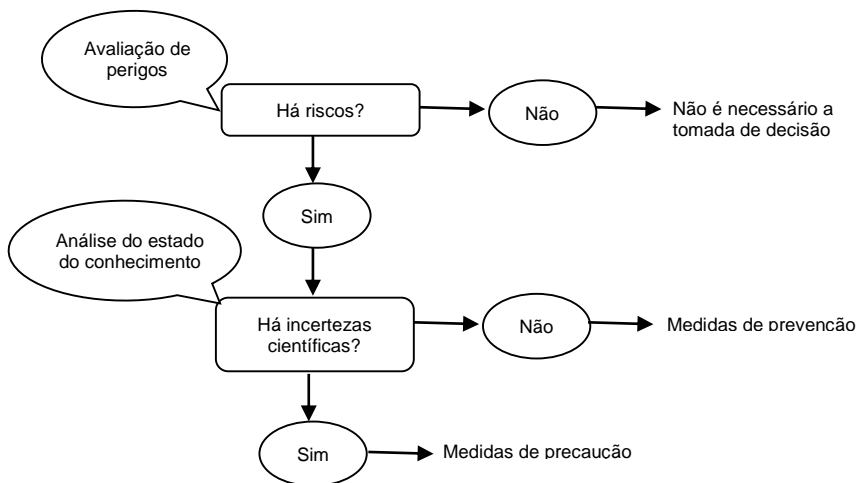 Avaliação de
perigos
Há riscos?
Não
Não é necessário a
tomada de decisão
Sim
Análise do estado
do conhecimento
Há incertezas
científicas?
Não
Medidas de prevenção
Sim
Medidas de precaução